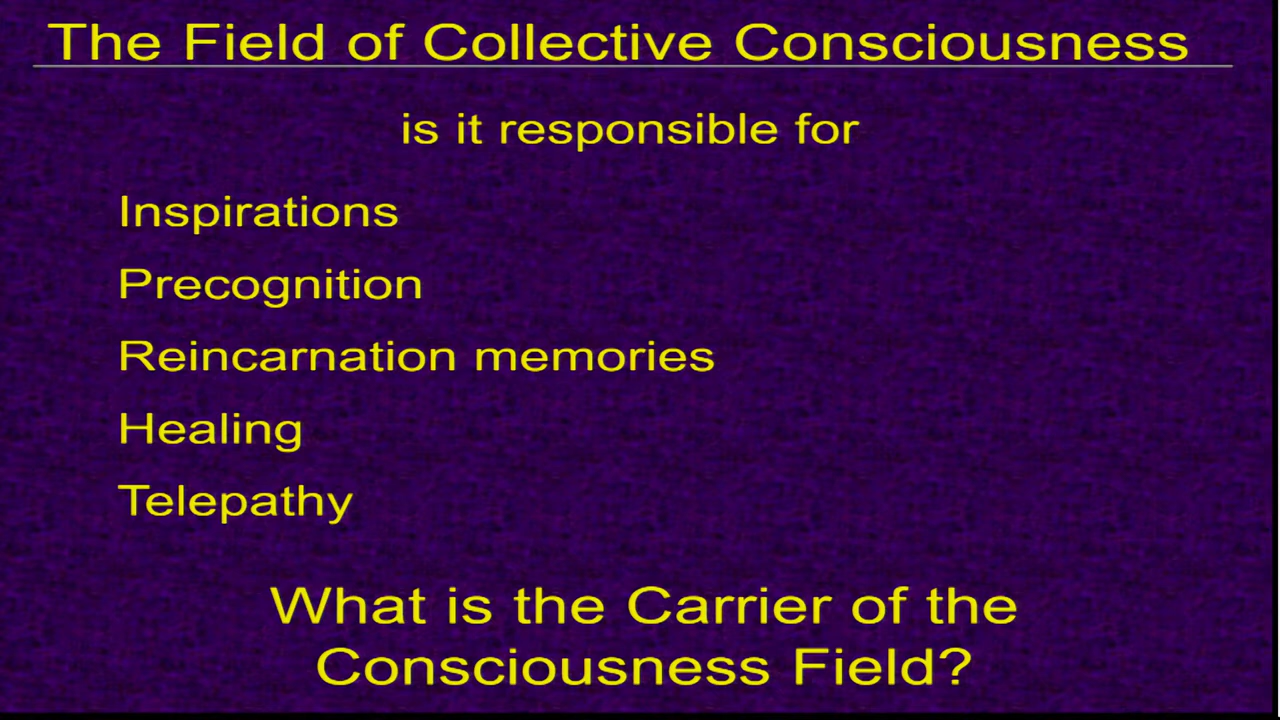 The Field of Collective Consciousness
is it responsible for
Inspirations
Precognition
Reincarnation memories
Healing
Telepathy
What is the Carrier of the
Consciousness Field?